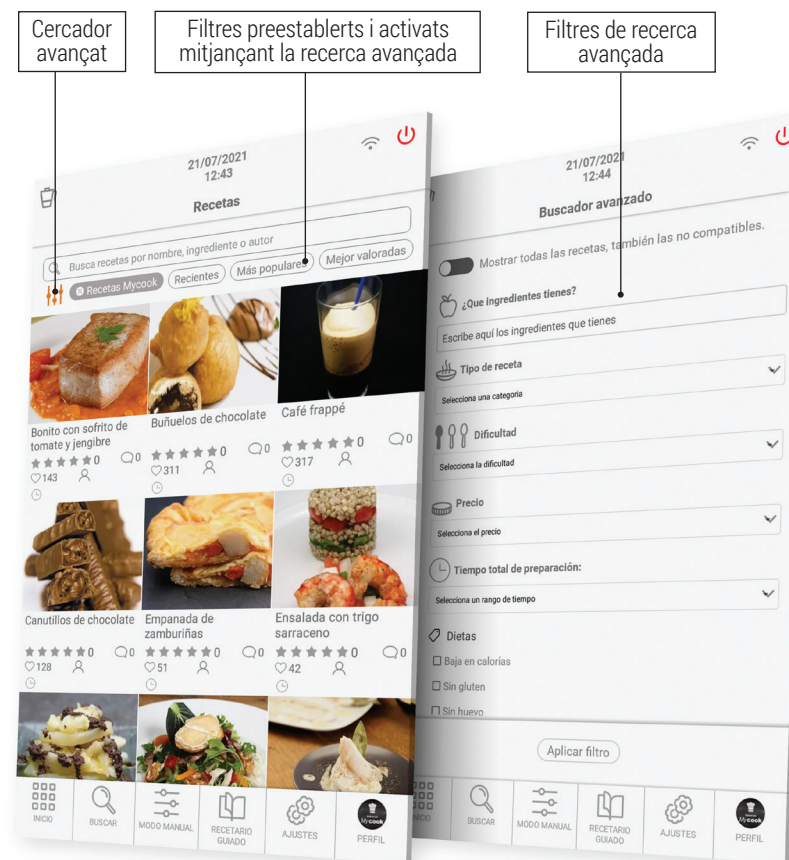 Cercador
avançat
Filtres preestablerts i activats
mitjançant la recerca avançada
Filtres de recerca
avançada
21/07/2021
12:43
Recetas
Busca recetas por nombre, ingrediente o autor
Recetas Mycook
Recientes
Más populares
Mejor valoradas
Bonito con sofrito de
tomate y jengibre
0
0
143
Buñuelos de chocolate
0
0
311
Café frappé
0
0
317
Canutillos de chocolate
0
0
128
Empanada de
zamburiñas
0
0
51
Ensalada con trigo
sarraceno
0
0
42
INICIO
BUSCAR
MODO MANUAL
RECETARIO
GUIADO
AJUSTES
Mycook
PERFIL
21/07/2021
12:44
Buscador avanzado
Mostrar todas las recetas, también las no compatibles.
¿Que ingredientes tienes?
Escribe aquí los ingredientes que tienes
Tipo de receta
Selecciona una categoria
Dificultad
Selecciona la dificultad
Precio
Selecciona el precio
Tiempo total de preparación:
Selecciona un rango de tiempo
Dietas
Baja en calorías
Sin gluten
Sin huevo
Aplicar filtro
INICIO
BUSCAR
MODO MANUAL
RECETARIO
GUIADO
AJUSTES
Mycook
PERFIL